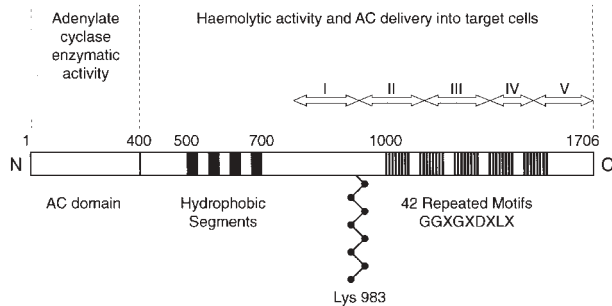 Adenylate
cyclase
enzymatic
activity
Haemolytic activity and AC delivery into target cells
I II III IV V
1 400 500 700 1000 1706
N C
AC domain
Hydrophobic
Segments
42 Repeated Motifs
GGXGXDXLX
Lys 983